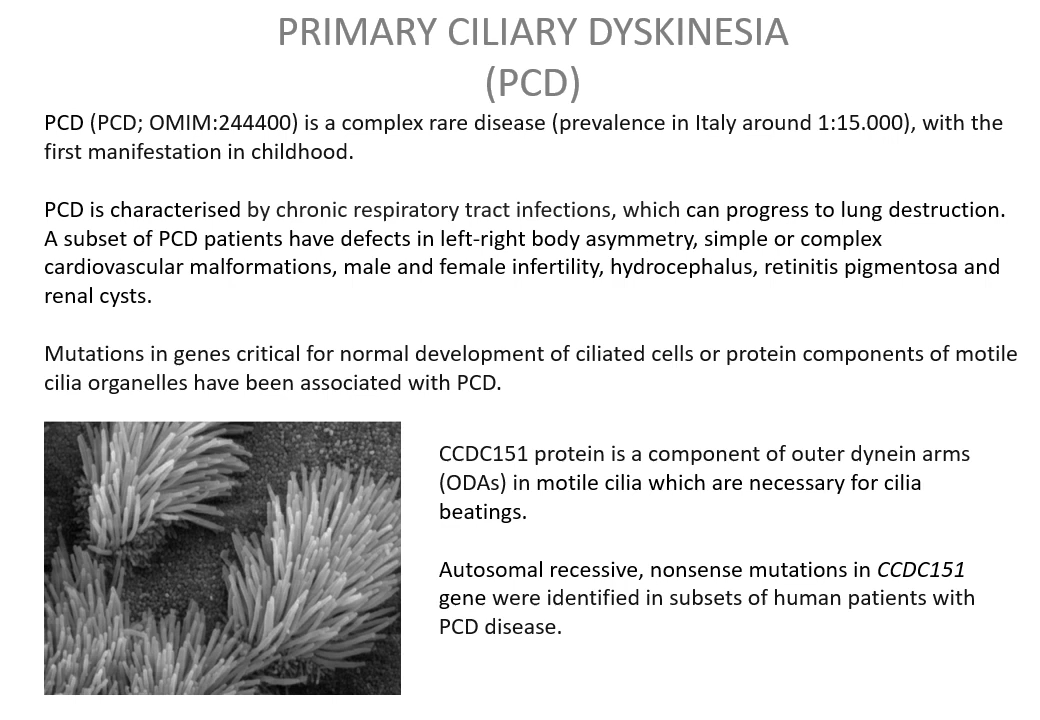 PRIMARY CILIARY DYSKINESIA
(PCD)
PCD (PCD; OMIM:244400) is a complex rare disease (prevalence in Italy around 1:15.000), with the
first manifestation in childhood.
PCD is characterised by chronic respiratory tract infections, which can progress to lung destruction.
A subset of PCD patients have defects in left-right body asymmetry, simple or complex
cardiovascular malformations, male and female infertility, hydrocephalus, retinitis pigmentosa and
renal cysts.
Mutations in genes critical for normal development of ciliated cells or protein components of motile
cilia organelles have been associated with PCD.
CCDC151 protein is a component of outer dynein arms
(ODAs) in motile cilia which are necessary for cilia
beatings.
Autosomal recessive, nonsense mutations in CCDC151
gene were identified in subsets of human patients with
PCD disease.